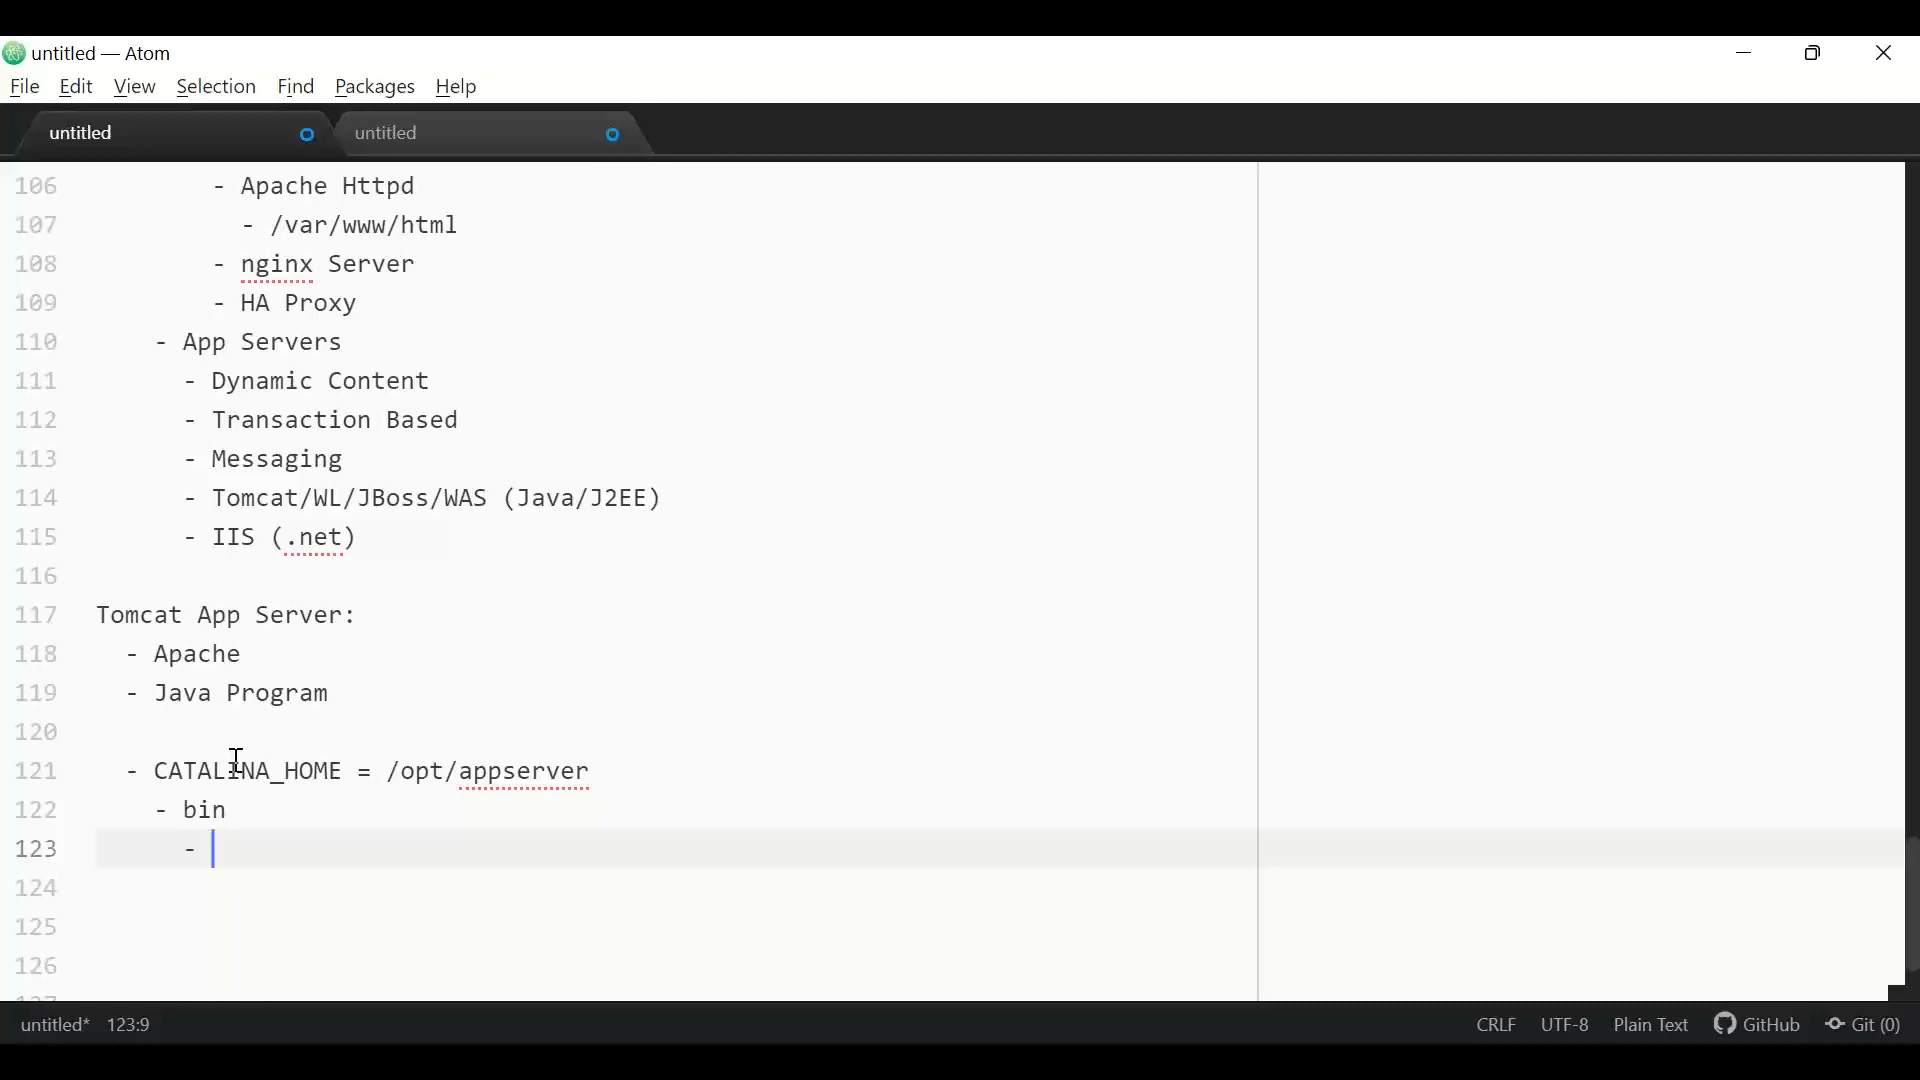 untitled — Atom
File Edit View Selection Find Packages Help
untitled untitled
106 - Apache Httpd
107 - /var/www/html
108 - nginx Server
109 - HA Proxy
110 - App Servers
111 - Dynamic Content
112 - Transaction Based
113 - Messaging
114 - Tomcat/WL/JBoss/WAS (Java/J2EE)
115 - IIS (.net)
116
117 Tomcat App Server:
118 - Apache
119 - Java Program
120
121 - CATALINA_HOME = /opt/appserver
122 - bin
123 -
124
125
126
untitled* 123:9 CRLF UTF-8 Plain Text GitHub Git (0)